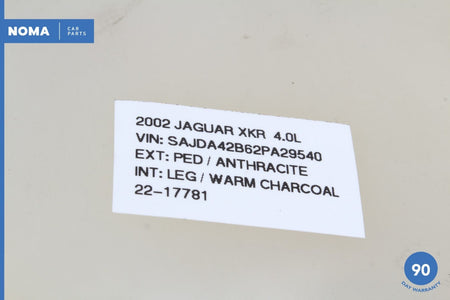 NOMA CAR PARTS
2002 JAGUAR XKR 4.0L
VIN: SAJDA42B62PA29540
EXT: PED / ANTHRACITE
INT: LEG / WARM CHARCOAL
22-17781
90
DAY WARRANTY